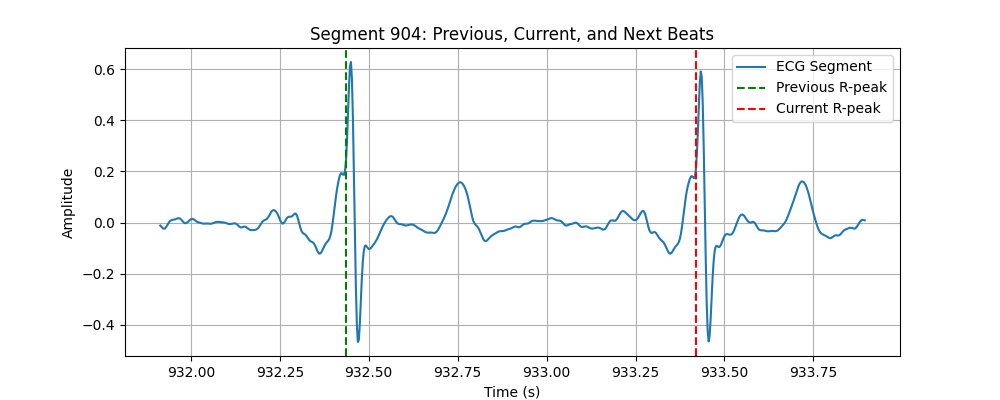 Segment 904: Previous, Current, and Next Beats
ECG Segment
Previous R-peak
Current R-peak
Amplitude
0.6
0.4
0.2
0.0
−0.2
−0.4
932.00 932.25 932.50 932.75 933.00 933.25 933.50 933.75
Time (s)